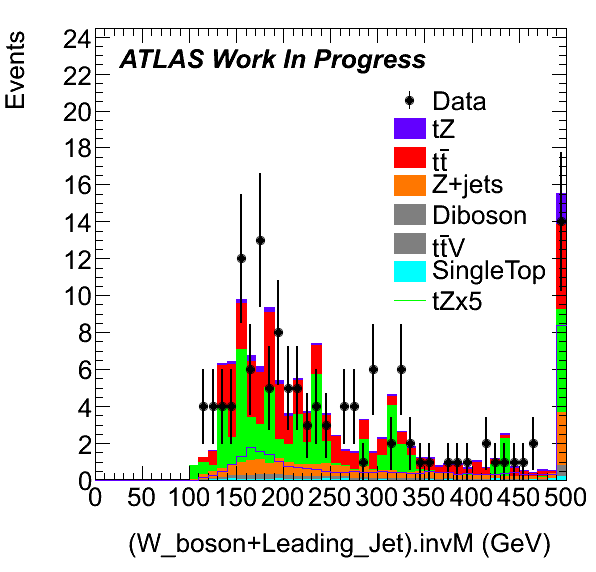 Events
24
22
20
18
16
14
12
10
8
6
4
2
0
ATLAS Work In Progress
Data
tZ
tt̄
Z+jets
Diboson
tt̄V
SingleTop
tZx5
0 50 100 150 200 250 300 350 400 450 500
(W_boson+Leading_Jet).invM (GeV)